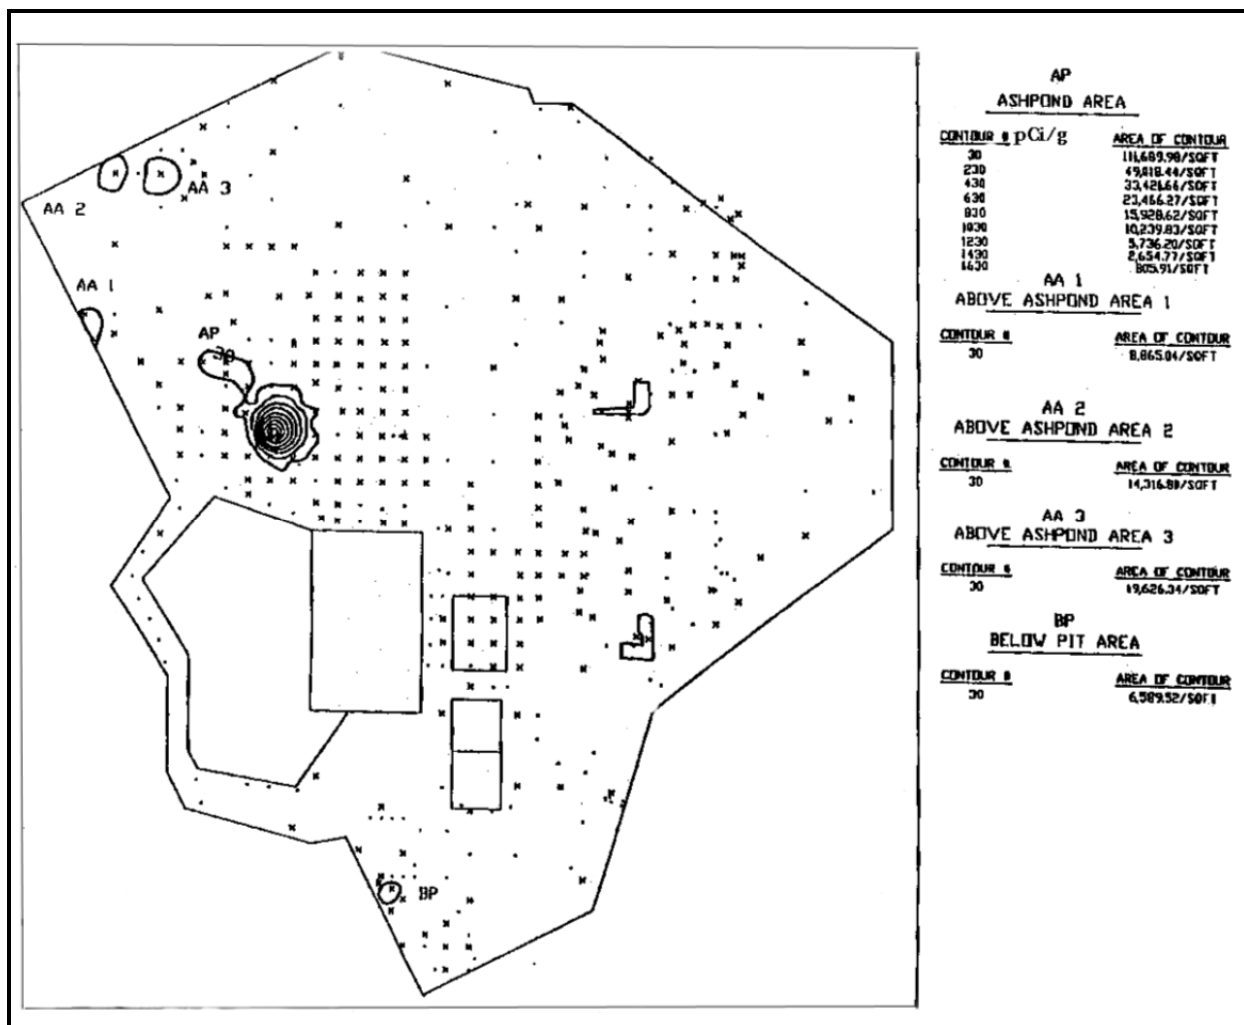 AP
ASHPOND AREA
CONTOUR # pCi/g AREA OF CONTOUR
30 111,689.98/SQFT
230 49,818.44/SQFT
430 33,421.66/SQFT
630 23,466.27/SQFT
830 15,928.62/SQFT
1030 10,239.83/SQFT
1230 5,736.20/SQFT
1430 2,654.77/SQFT
1630 805.91/SQFT
AA 1
ABOVE ASHPOND AREA 1
CONTOUR # AREA OF CONTOUR
30 8,865.04/SQFT
AA 2
ABOVE ASHPOND AREA 2
CONTOUR # AREA OF CONTOUR
30 14,316.80/SQFT
AA 3
ABOVE ASHPOND AREA 3
CONTOUR # AREA OF CONTOUR
30 19,626.34/SQFT
BP
BELOW PIT AREA
CONTOUR # AREA OF CONTOUR
30 6,589.52/SQFT
AA 3
AA 2
AA 1
AP
30
BP